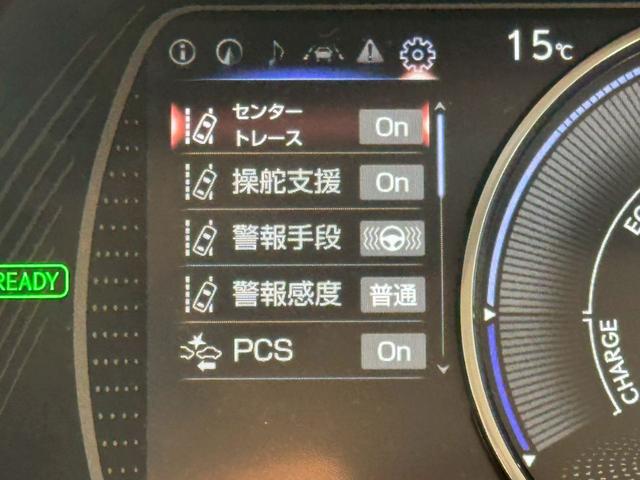 15℃
センター
トレース On
操舵支援 On
警報手段
警報感度 普通
PCS On
READY
CHARGE